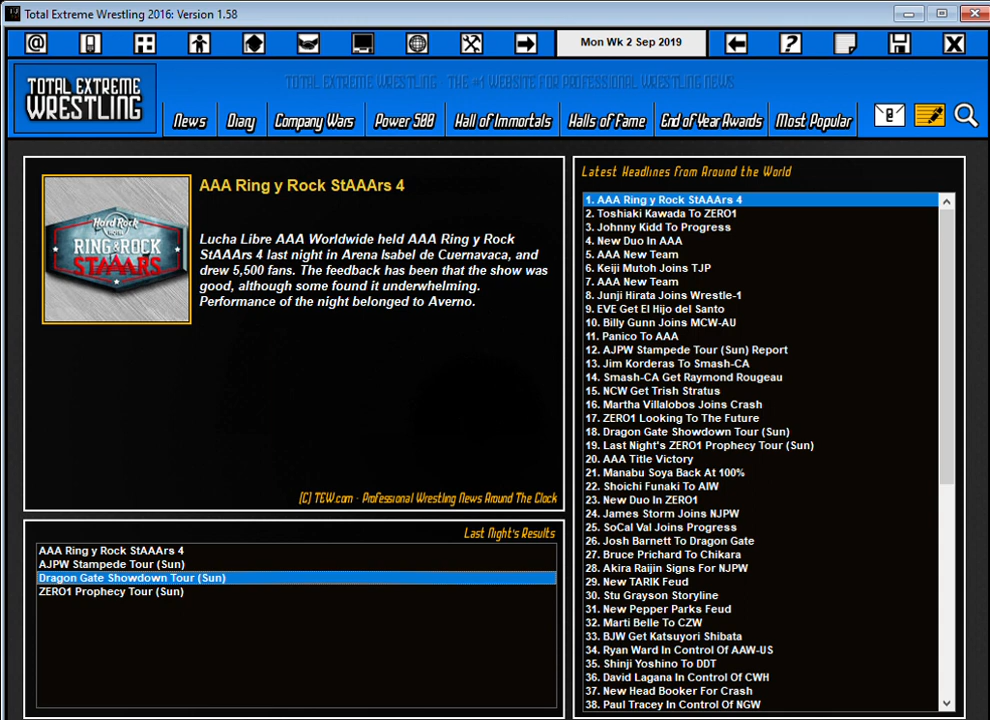 Total Extreme Wrestling 2016: Version 1.58
Mon Wk 2 Sep 2019
TOTAL EXTREME
WRESTLING
TOTAL EXTREME WRESTLING THE #1 WEBSITE FOR PROFESSIONAL WRESTLING NEWS
News
Diary
Company Wars
Power 500
Hall of Immortals
Halls of Fame
End of Year Awards
Most Popular
Hard Rock
HOTEL
RING & ROCK
STAAARS
AAA Ring y Rock StAAArs 4
Lucha Libre AAA Worldwide held AAA Ring y Rock
StAAArs 4 last night in Arena Isabel de Cuernavaca, and
drew 5,500 fans. The feedback has been that the show was
good, although some found it underwhelming.
Performance of the night belonged to Averno.
(C) TEW.com - Professional Wrestling News Around The Clock
Last Night's Results
AAA Ring y Rock StAAArs 4
AJPW Stampede Tour (Sun)
Dragon Gate Showdown Tour (Sun)
ZERO1 Prophecy Tour (Sun)
Latest Headlines from Around the World
1. AAA Ring y Rock StAAArs 4
2. Toshiaki Kawada To ZERO1
3. Johnny Kidd To Progress
4. New Duo In AAA
5. AAA New Team
6. Keiji Mutoh Joins TJP
7. AAA New Team
8. Junji Hirata Joins Wrestle-1
9. EVE Get El Hijo del Santo
10. Billy Gunn Joins MCW-AU
11. Panico To AAA
12. AJPW Stampede Tour (Sun) Report
13. Jim Korderas To Smash-CA
14. Smash-CA Get Raymond Rougeau
15. NCW Get Trish Stratus
16. Martha Villalobos Joins Crash
17. ZERO1 Looking To The Future
18. Dragon Gate Showdown Tour (Sun)
19. Last Night's ZERO1 Prophecy Tour (Sun)
20. AAA Title Victory
21. Manabu Soya Back At 100%
22. Shoichi Funaki To AIW
23. New Duo In ZERO1
24. James Storm Joins NJPW
25. SoCal Val Joins Progress
26. Josh Barnett To Dragon Gate
27. Bruce Prichard To Chikara
28. Akira Raijin Signs For NJPW
29. New TARIK Feud
30. Stu Grayson Storyline
31. New Pepper Parks Feud
32. Marti Belle To CZW
33. BJW Get Katsuyori Shibata
34. Ryan Ward In Control Of AAW-US
35. Shinji Yoshino To DDT
36. David Lagana In Control Of CWH
37. New Head Booker For Crash
38. Paul Tracey In Control Of NGW